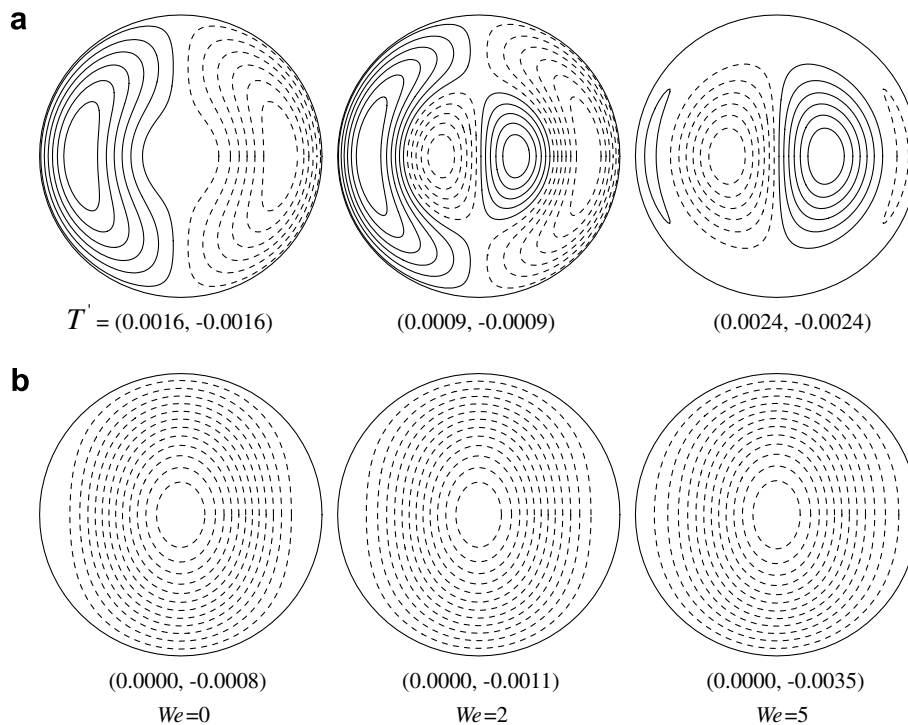 a
T' = (0.0016, -0.0016) (0.0009, -0.0009) (0.0024, -0.0024)
b
(0.0000, -0.0008) (0.0000, -0.0011) (0.0000, -0.0035)
We=0 We=2 We=5